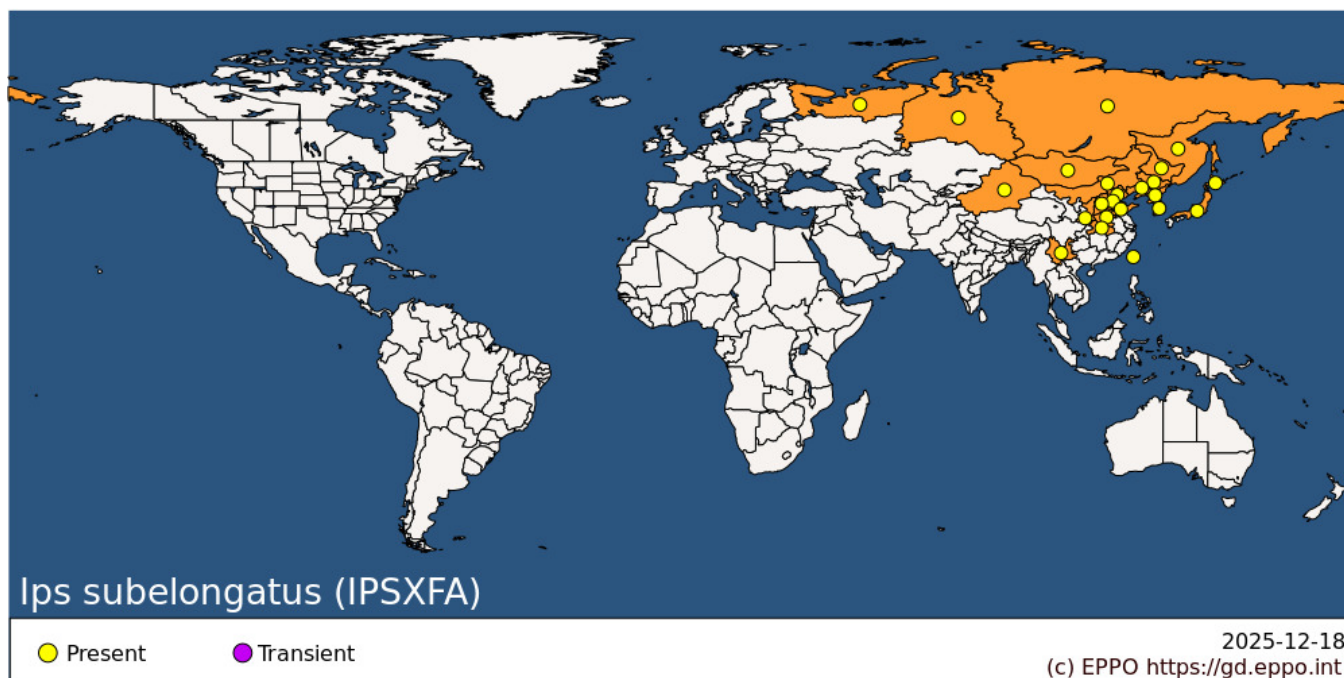 Ips subelongatus (IPSXFA)
Present
Transient
2025-12-18
(c) EPPO https://gd.eppo.int